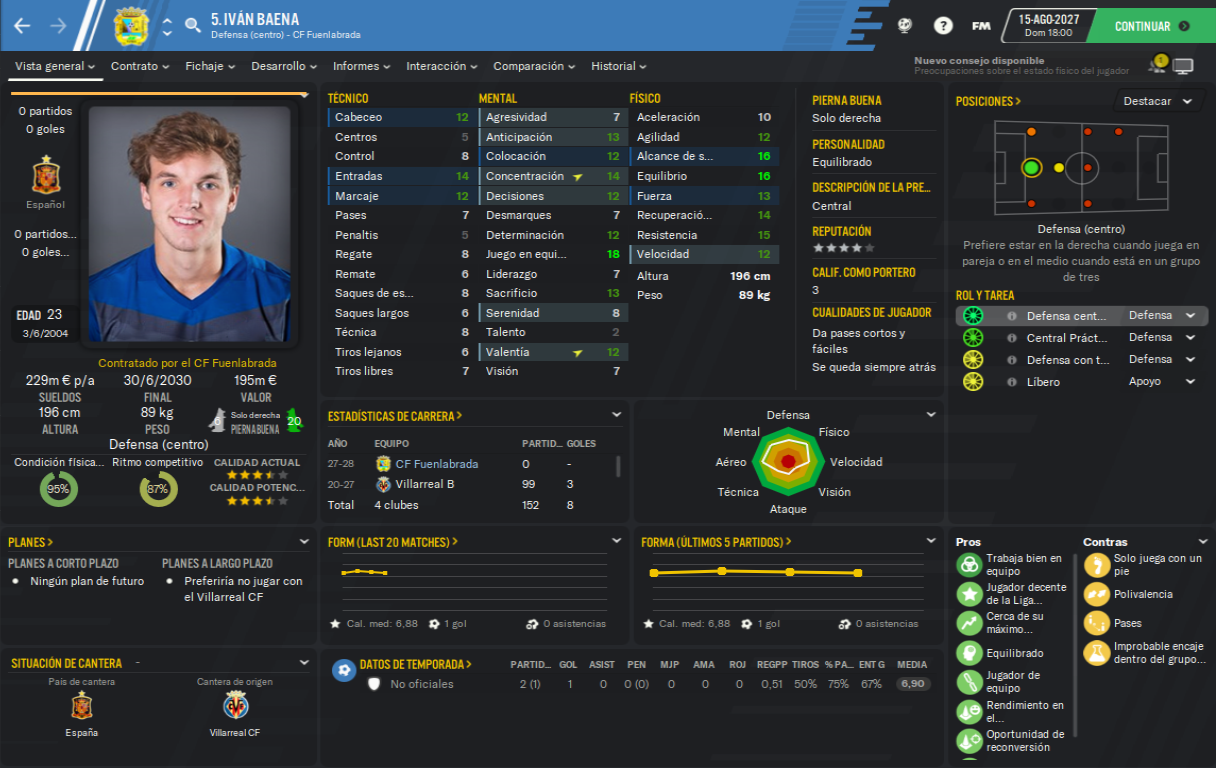 5. IVÁN BAENA
Defensa (centro) - CF Fuenlabrada
FM
15-AGO-2027
Dom 18:00
CONTINUAR
Vista general
Contrato
Fichaje
Desarrollo
Informes
Interacción
Comparación
Historial
Nuevo consejo disponible
Preocupaciones sobre el estado físico del jugador
0 partidos
0 goles
Español
0 partidos...
0 goles...
EDAD 23
3/6/2004
Contratado por el CF Fuenlabrada
229m € p/a
SUELDOS
30/6/2030
FINAL
195m €
VALOR
196 cm
ALTURA
89 kg
PESO
6
Solo derecha
PIERNA BUENA
20
Defensa (centro)
Condición física...
95%
Ritmo competitivo
87%
CALIDAD ACTUAL
CALIDAD POTENC...
TÉCNICO
Cabeceo 12
Centros 5
Control 8
Entradas 14
Marcaje 12
Pases 7
Penaltis 5
Regate 8
Remate 6
Saques de es... 8
Saques largos 6
Técnica 8
Tiros lejanos 6
Tiros libres 7
MENTAL
Agresividad 7
Anticipación 13
Colocación 12
Concentración 14
Decisiones 12
Desmarques 7
Determinación 12
Juego en equi... 18
Liderazgo 7
Sacrificio 13
Serenidad 8
Talento 2
Valentía 12
Visión 7
FÍSICO
Aceleración 10
Agilidad 12
Alcance de s... 16
Equilibrio 16
Fuerza 13
Recuperació... 14
Resistencia 15
Velocidad 12
Altura 196 cm
Peso 89 kg
PIERNA BUENA
Solo derecha
PERSONALIDAD
Equilibrado
DESCRIPCIÓN DE LA PRE...
Central
REPUTACIÓN
CALIF. COMO PORTERO
3
CUALIDADES DE JUGADOR
Da pases cortos y
fáciles
Se queda siempre atrás
POSICIONES >
Destacar
Defensa (centro)
Prefiere estar en la derecha cuando juega en
pareja o en el medio cuando está en un grupo
de tres
ROL Y TAREA
Defensa cent... Defensa
Central Práct... Defensa
Defensa con t... Defensa
Líbero Apoyo
ESTADÍSTICAS DE CARRERA >
AÑO EQUIPO PARTID... GOLES
27-28 CF Fuenlabrada 0 -
20-27 Villarreal B 99 3
Total 4 clubes 152 8
Defensa
Mental
Físico
Aéreo
Velocidad
Técnica
Visión
Ataque
PLANES >
PLANES A CORTO PLAZO
Ningún plan de futuro
PLANES A LARGO PLAZO
Preferiría no jugar con
el Villarreal CF
FORM (LAST 20 MATCHES) >
Cal. med: 6,88 1 gol 0 asistencias
FORMA (ÚLTIMOS 5 PARTIDOS) >
Cal. med: 6,88 1 gol 0 asistencias
Pros
Trabaja bien en
equipo
Jugador decente
de la Liga...
Cerca de su
máximo...
Equilibrado
Jugador de
equipo
Rendimiento en
el...
Oportunidad de
reconversión
Contras
Solo juega con un
pie
Polivalencia
Pases
Improbable encaje
dentro del grupo...
SITUACIÓN DE CANTERA -
País de cantera
España
Cantera de origen
Villarreal CF
DATOS DE TEMPORADA > PARTID... GOL ASIST PEN MJP AMA ROJ REGPP TIROS % PA... ENT G MEDIA
No oficiales 2 (1) 1 0 0 (0) 0 0 0 0,51 50% 75% 67% 6,90